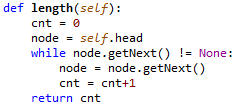 def length(self):
    cnt = 0
    node = self.head
    while node.getNext() != None:
        node = node.getNext()
        cnt = cnt+1
    return cnt